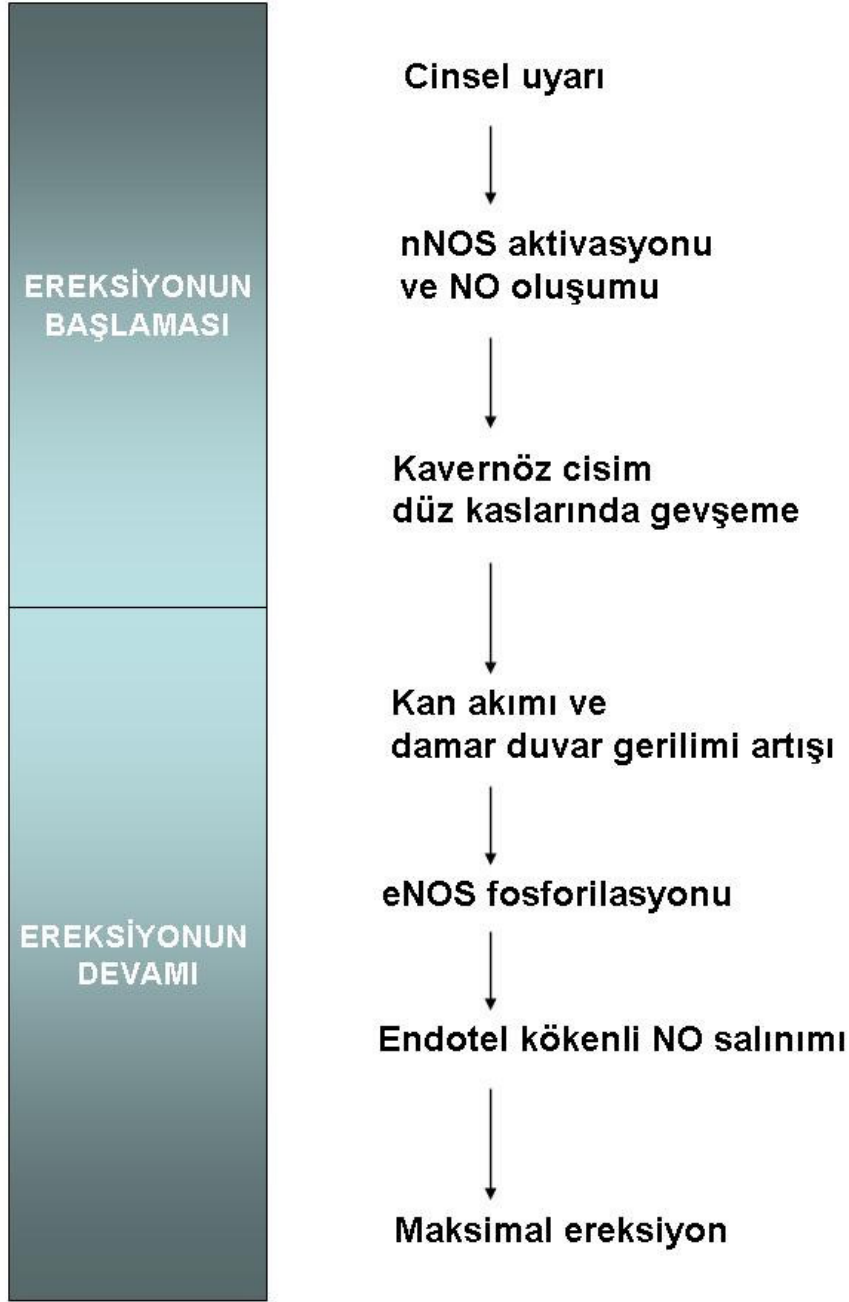 EREKSİYONUN
BAŞLAMASI
Cinsel uyarı
nNOS aktivasyonu
ve NO oluşumu
Kavernöz cisim
düz kaslarında gevşeme
EREKSİYONUN
DEVAMI
Kan akımı ve
damar duvar gerilimi artışı
eNOS fosforilasyonu
Endotel kökenli NO salınımı
Maksimal ereksiyon